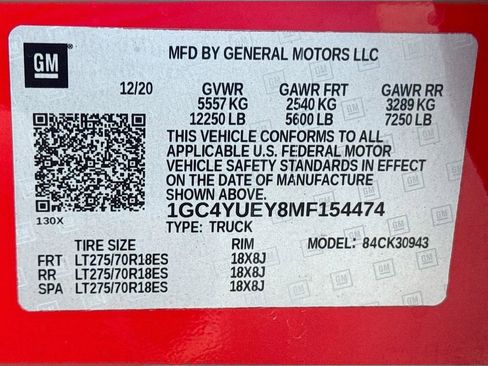 GM
MFD BY GENERAL MOTORS LLC
12/20 GVWR GAWR FRT GAWR RR
5557 KG 2540 KG 3289 KG
12250 LB 5600 LB 7250 LB
THIS VEHICLE CONFORMS TO ALL
APPLICABLE U.S. FEDERAL MOTOR
VEHICLE SAFETY STANDARDS IN EFFECT
ON THE DATE OF MANUFACTURE
SHOWN ABOVE.
130X 1GC4YUEY8MF154474
TYPE: TRUCK
TIRE SIZE RIM MODEL: 84CK30943
FRT LT275/70R18ES 18X8J
RR LT275/70R18ES 18X8J
SPA LT275/70R18ES 18X8J